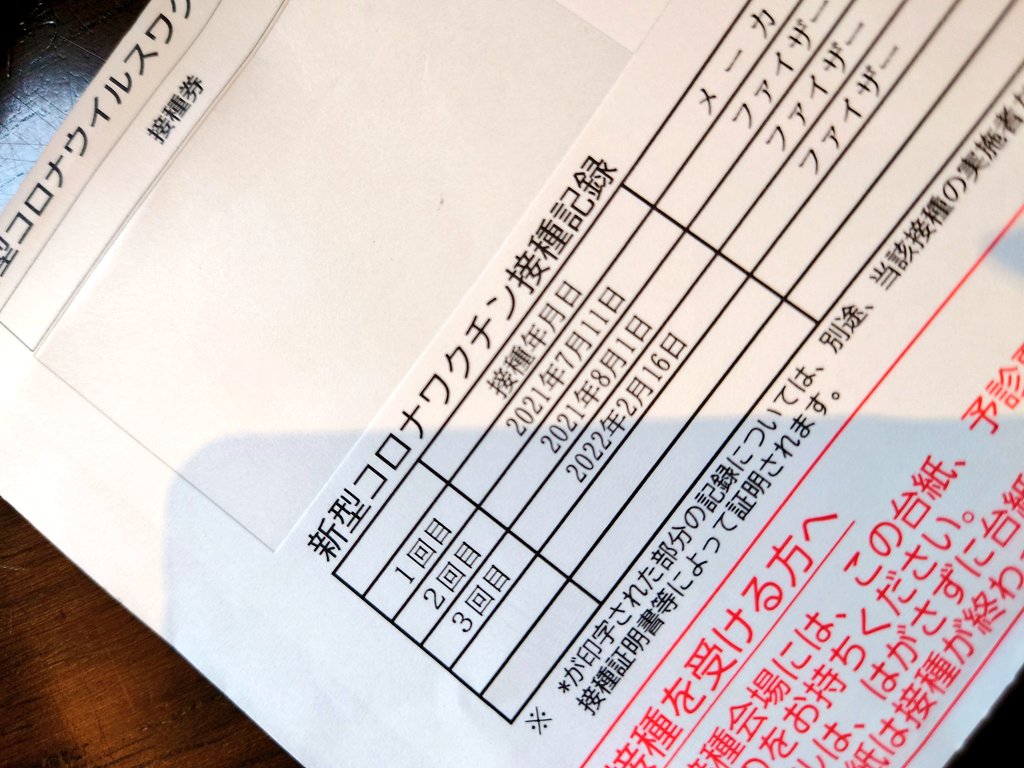 型コロナウイルスワク
接種券
新型コロナワクチン接種記録
接種年月日 メーカ
1回目 2021年7月11日 ファイザー
2回目 2021年8月1日 ファイザー
3回目 2022年2月16日 ファイザー
※
*が印字された部分の記録については、別途、当該接種の実施者
接種証明書等によって証明されます。
接種を受ける方へ
予診
種会場には、この台紙、
をお持ちください。
は、はがさずに台紙
紙は接種が終わ